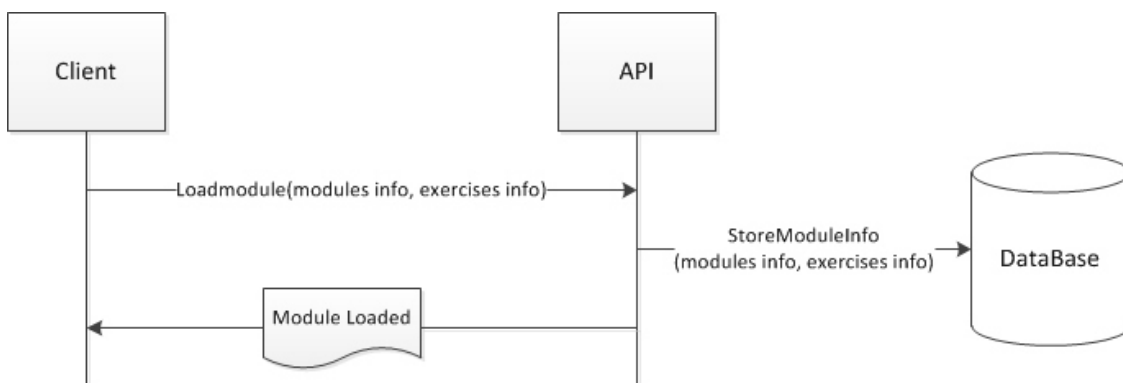 Client
API
Loadmodule(modules info, exercises info)
StoreModuleInfo
(modules info, exercises info)
DataBase
Module Loaded